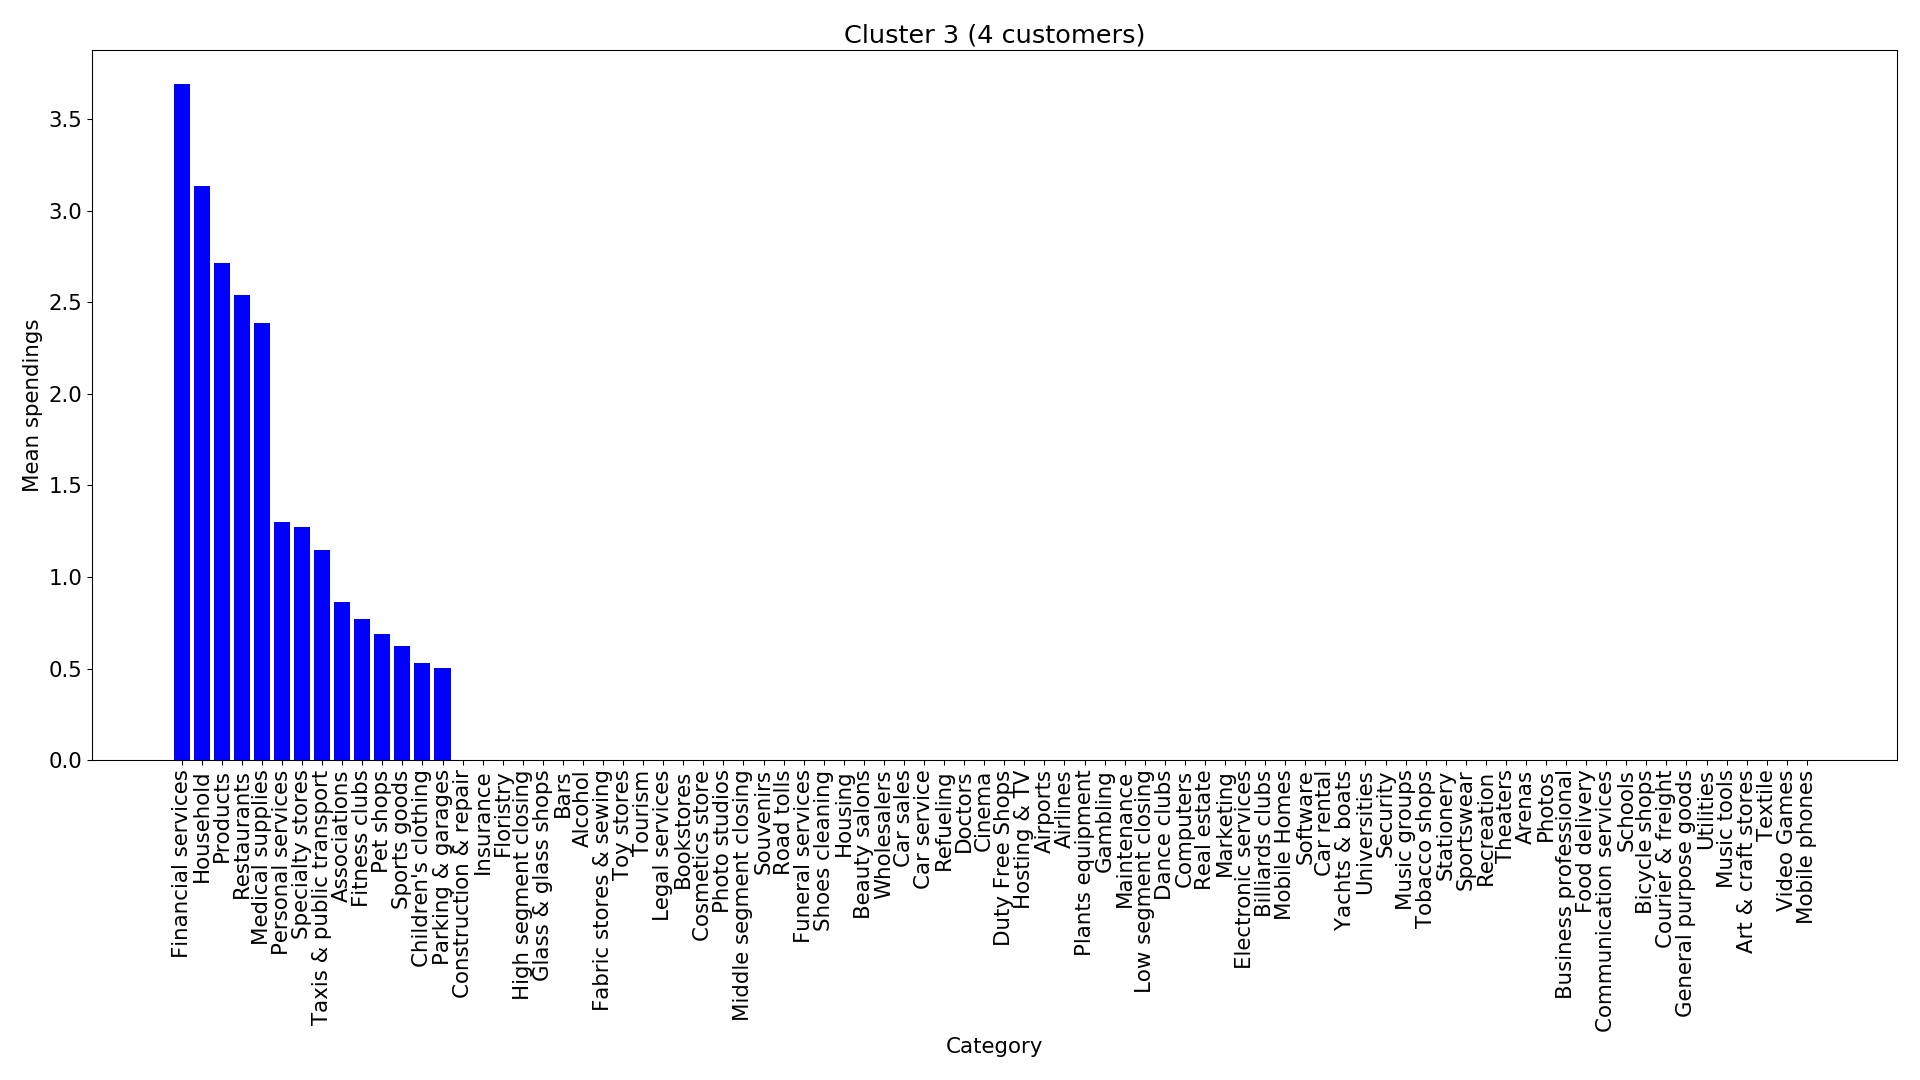 Cluster 3 (4 customers)
Mean spendings
3.5
3.0
2.5
2.0
1.5
1.0
0.5
0.0
Financial services
Household
Products
Restaurants
Medical supplies
Personal services
Specialty stores
Taxis & public transport
Associations
Fitness clubs
Pet shops
Sports goods
Children's clothing
Parking & garages
Construction & repair
Insurance
Floristry
High segment closing
Glass & glass shops
Bars
Alcohol
Fabric stores & sewing
Toy stores
Tourism
Legal services
Bookstores
Cosmetics store
Photo studios
Middle segment closing
Souvenirs
Road tolls
Funeral services
Shoes cleaning
Housing
Beauty salons
Wholesalers
Car sales
Car service
Refueling
Doctors
Cinema
Duty Free Shops
Hosting & TV
Airports
Airlines
Plants equipment
Gambling
Maintenance
Low segment closing
Dance clubs
Computers
Real estate
Marketing
Electronic services
Billiards clubs
Mobile Homes
Software
Car rental
Yachts & boats
Universities
Security
Music groups
Tobacco shops
Stationery
Sportswear
Recreation
Theaters
Arenas
Photos
Business professional
Food delivery
Communication services
Schools
Bicycle shops
Courier & freight
General purpose goods
Utilities
Music tools
Art & craft stores
Textile
Video Games
Mobile phones
Category